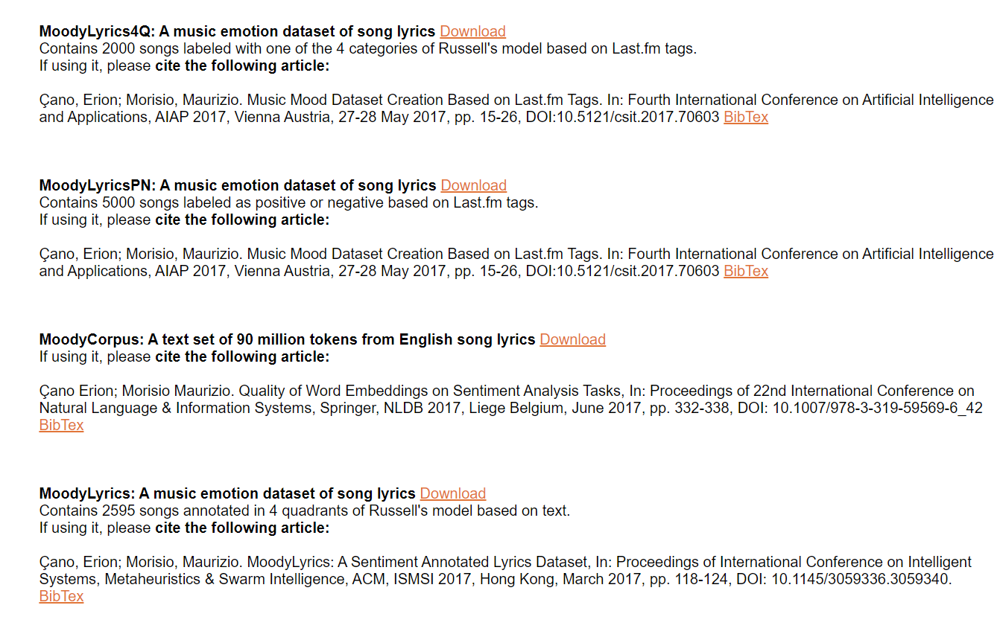 MoodyLyrics4Q: A music emotion dataset of song lyrics Download
Contains 2000 songs labeled with one of the 4 categories of Russell's model based on Last.fm tags.
If using it, please cite the following article:
Çano, Erion; Morisio, Maurizio. Music Mood Dataset Creation Based on Last.fm Tags. In: Fourth International Conference on Artificial Intelligence
and Applications, AIAP 2017, Vienna Austria, 27-28 May 2017, pp. 15-26, DOI:10.5121/csit.2017.70603 BibTex
MoodyLyricsPN: A music emotion dataset of song lyrics Download
Contains 5000 songs labeled as positive or negative based on Last.fm tags.
If using it, please cite the following article:
Çano, Erion; Morisio, Maurizio. Music Mood Dataset Creation Based on Last.fm Tags. In: Fourth International Conference on Artificial Intelligence
and Applications, AIAP 2017, Vienna Austria, 27-28 May 2017, pp. 15-26, DOI:10.5121/csit.2017.70603 BibTex
MoodyCorpus: A text set of 90 million tokens from English song lyrics Download
If using it, please cite the following article:
Çano Erion; Morisio Maurizio. Quality of Word Embeddings on Sentiment Analysis Tasks, In: Proceedings of 22nd International Conference on
Natural Language & Information Systems, Springer, NLDB 2017, Liege Belgium, June 2017, pp. 332-338, DOI: 10.1007/978-3-319-59569-6_42
BibTex
MoodyLyrics: A music emotion dataset of song lyrics Download
Contains 2595 songs annotated in 4 quadrants of Russell's model based on text.
If using it, please cite the following article:
Çano, Erion; Morisio, Maurizio. MoodyLyrics: A Sentiment Annotated Lyrics Dataset, In: Proceedings of International Conference on Intelligent
Systems, Metaheuristics & Swarm Intelligence, ACM, ISMSI 2017, Hong Kong, March 2017, pp. 118-124, DOI: 10.1145/3059336.3059340.
BibTex